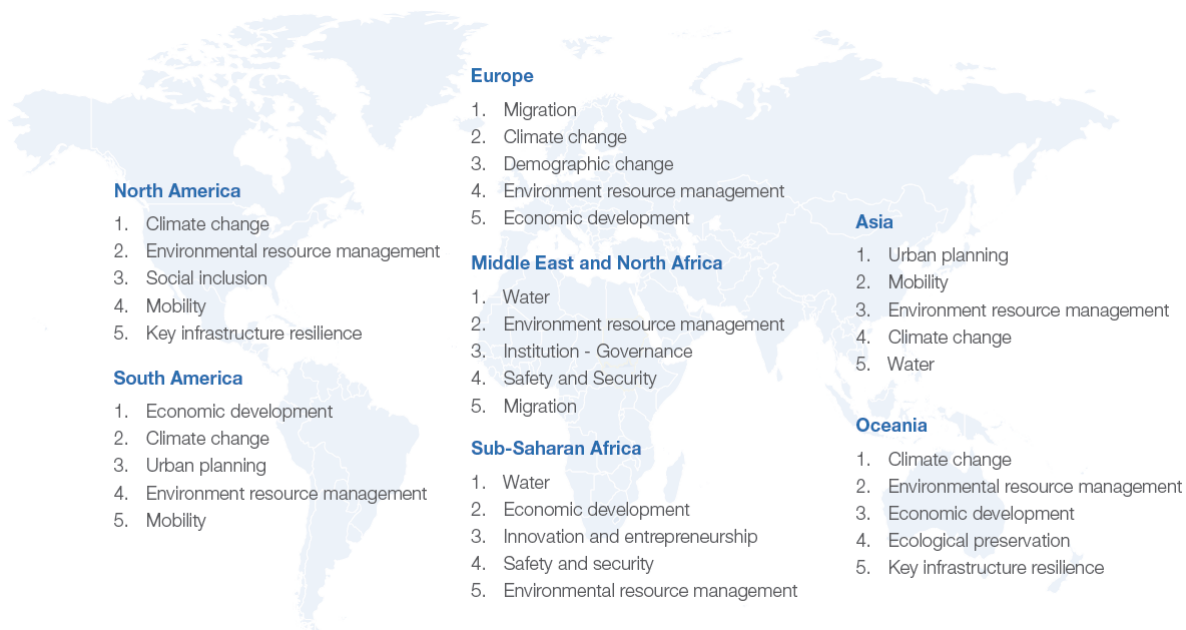 Europe
1. Migration
2. Climate change
3. Demographic change
4. Environment resource management
5. Economic development
North America
1. Climate change
2. Environmental resource management
3. Social inclusion
4. Mobility
5. Key infrastructure resilience
Asia
1. Urban planning
2. Mobility
3. Environment resource management
4. Climate change
5. Water
Middle East and North Africa
1. Water
2. Environment resource management
3. Institution - Governance
4. Safety and Security
5. Migration
South America
1. Economic development
2. Climate change
3. Urban planning
4. Environment resource management
5. Mobility
Sub-Saharan Africa
1. Water
2. Economic development
3. Innovation and entrepreneurship
4. Safety and security
5. Environmental resource management
Oceania
1. Climate change
2. Environmental resource management
3. Economic development
4. Ecological preservation
5. Key infrastructure resilience